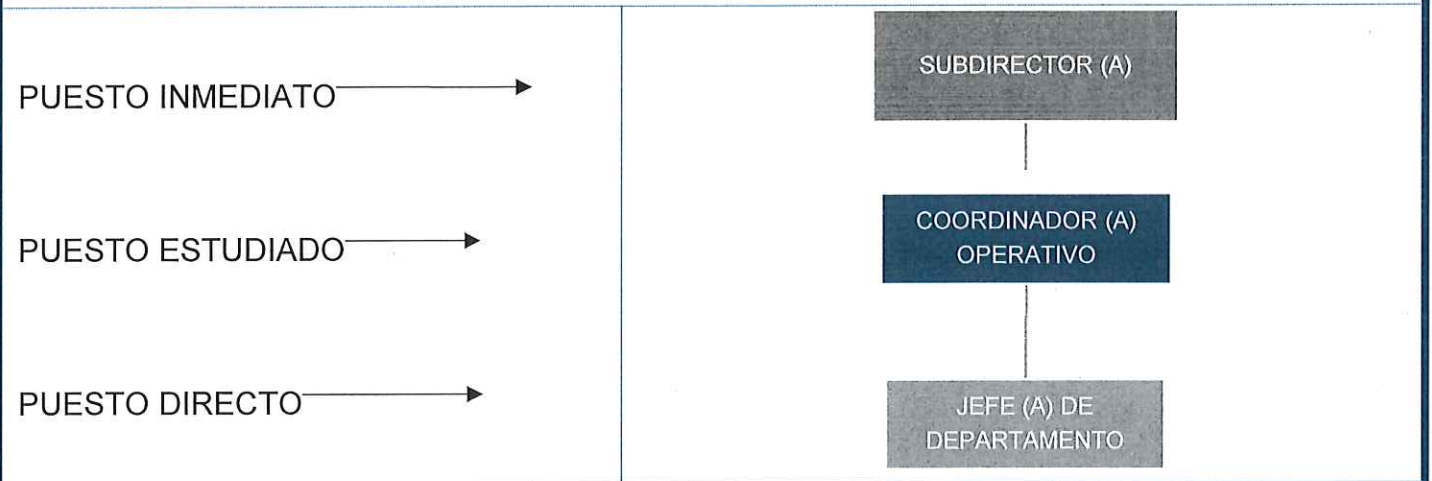 PUESTO INMEDIATO
SUBDIRECTOR (A)
PUESTO ESTUDIADO
COORDINADOR (A)
OPERATIVO
PUESTO DIRECTO
JEFE (A) DE
DEPARTAMENTO